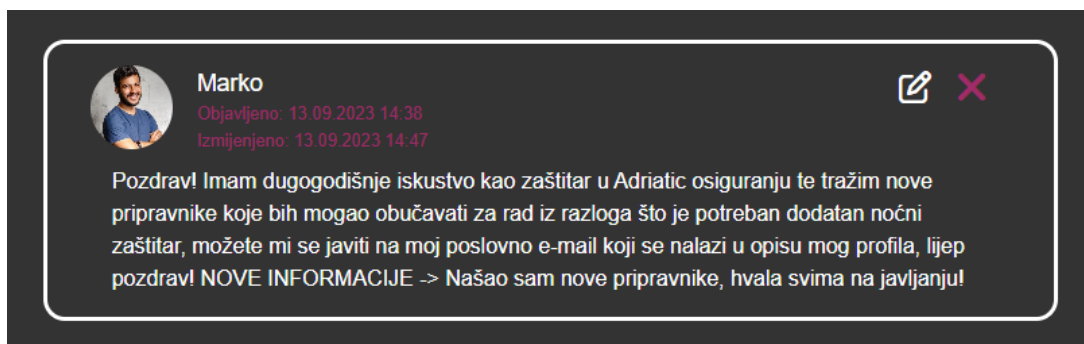 Marko
Objavljeno: 13.09.2023 14:38
Izmijenjeno: 13.09.2023 14:47
Pozdrav! Imam dugogodišnje iskustvo kao zaštitar u Adriatic osiguranju te tražim nove
pripravnike koje bih mogao obučavati za rad iz razloga što je potreban dodatan noćni
zaštitar, možete mi se javiti na moj poslovno e-mail koji se nalazi u opisu mog profila, lijep
pozdrav! NOVE INFORMACIJE -> Našao sam nove pripravnike, hvala svima na javljanju!